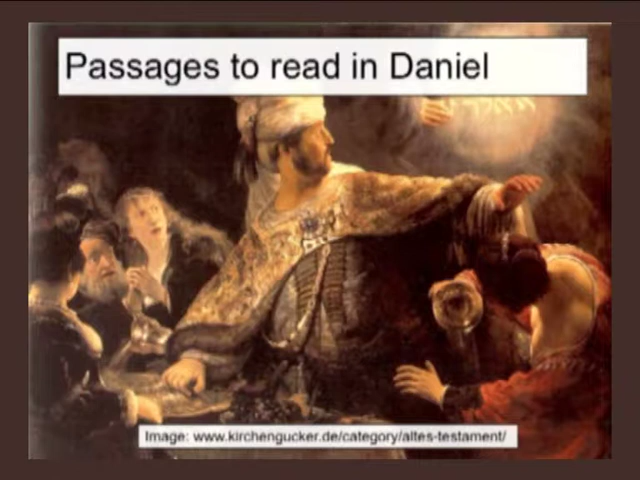 Passages to read in Daniel
Image: www.kirchengucker.de/category/altes-testament/